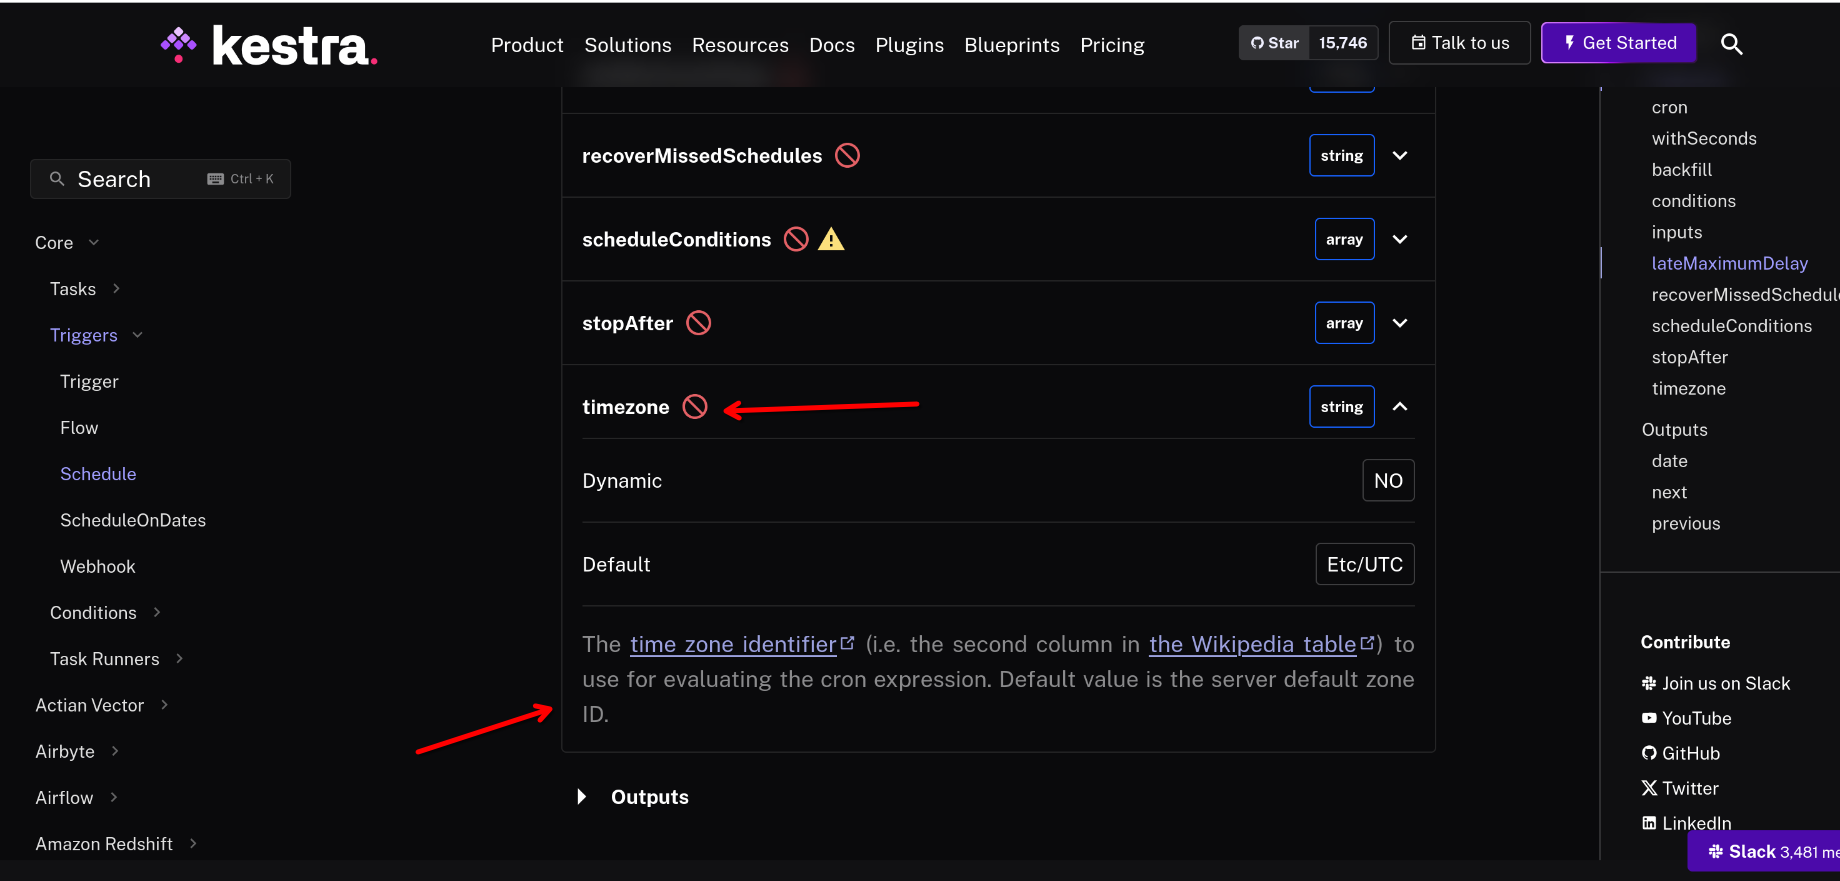 kestra.
Product Solutions Resources Docs Plugins Blueprints Pricing
Star 15,746
Talk to us
Get Started
Search Ctrl + K
Core
Tasks
Triggers
Trigger
Flow
Schedule
ScheduleOnDates
Webhook
Conditions
Task Runners
Actian Vector
Airbyte
Airflow
Amazon Redshift
recoverMissedSchedules string
scheduleConditions array
stopAfter array
timezone string
Dynamic NO
Default Etc/UTC
The time zone identifier (i.e. the second column in the Wikipedia table) to
use for evaluating the cron expression. Default value is the server default zone
ID.
Outputs
cron
withSeconds
backfill
conditions
inputs
lateMaximumDelay
recoverMissedSchedule
scheduleConditions
stopAfter
timezone
Outputs
date
next
previous
Contribute
Join us on Slack
YouTube
GitHub
Twitter
LinkedIn
Slack 3,481 me